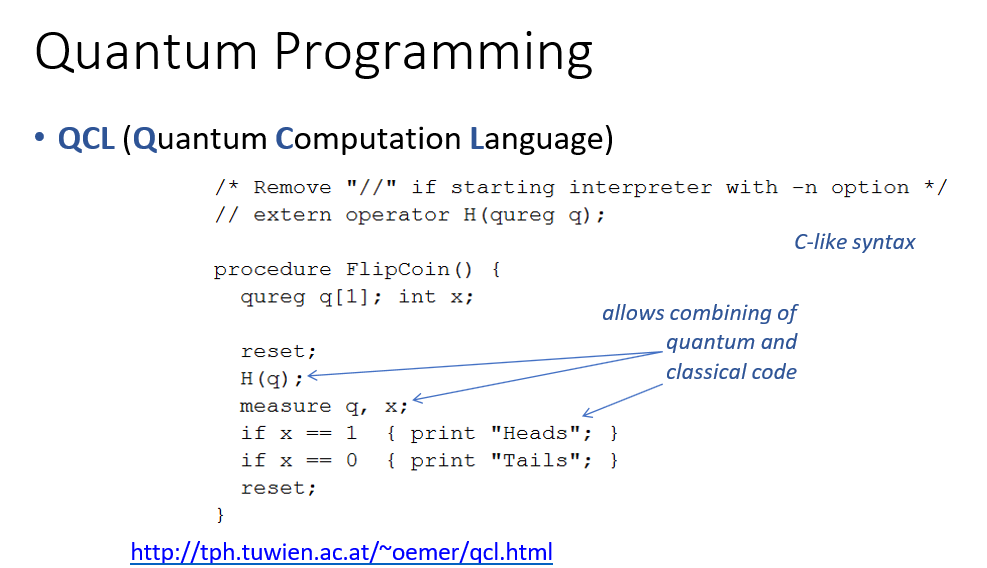 Quantum Programming
• QCL (Quantum Computation Language)
/* Remove "//" if starting interpreter with -n option */
// extern operator H(qureg q);
C-like syntax
procedure FlipCoin() {
qureg q[1]; int x;
allows combining of
quantum and
classical code
reset;
H(q);
measure q, x;
if x == 1 { print "Heads"; }
if x == 0 { print "Tails"; }
reset;
}
http://tph.tuwien.ac.at/~oemer/qcl.html